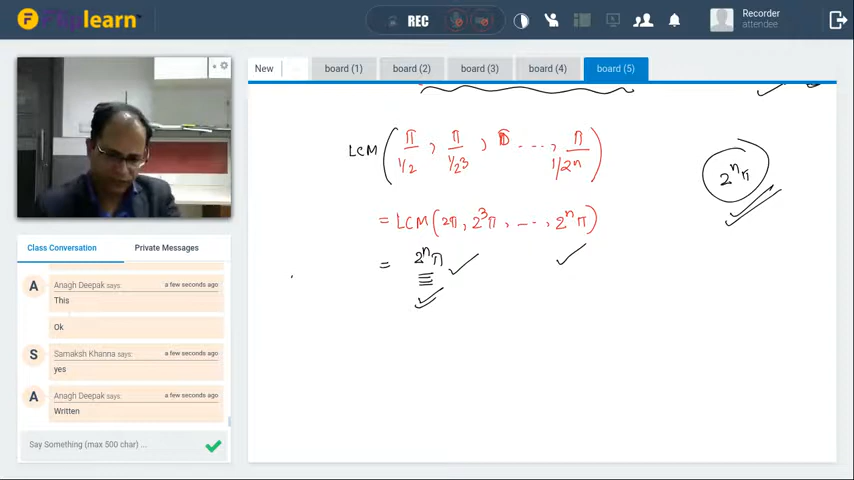 Fliplearn
REC
Recorder
attendee
New
board (1)
board (2)
board (3)
board (4)
board (5)
LCM(π/1/2, π/1/2³, ..., π/1/2ⁿ)
= LCM(2π, 2³π, ..., 2ⁿπ)
= 2ⁿπ
2ⁿπ
Class Conversation
Private Messages
A
Anagh Deepak says:
a few seconds ago
This
Ok
S
Samaksh Khanna says:
a few seconds ago
yes
A
Anagh Deepak says:
a few seconds ago
Written
Say Something (max 500 char) ...